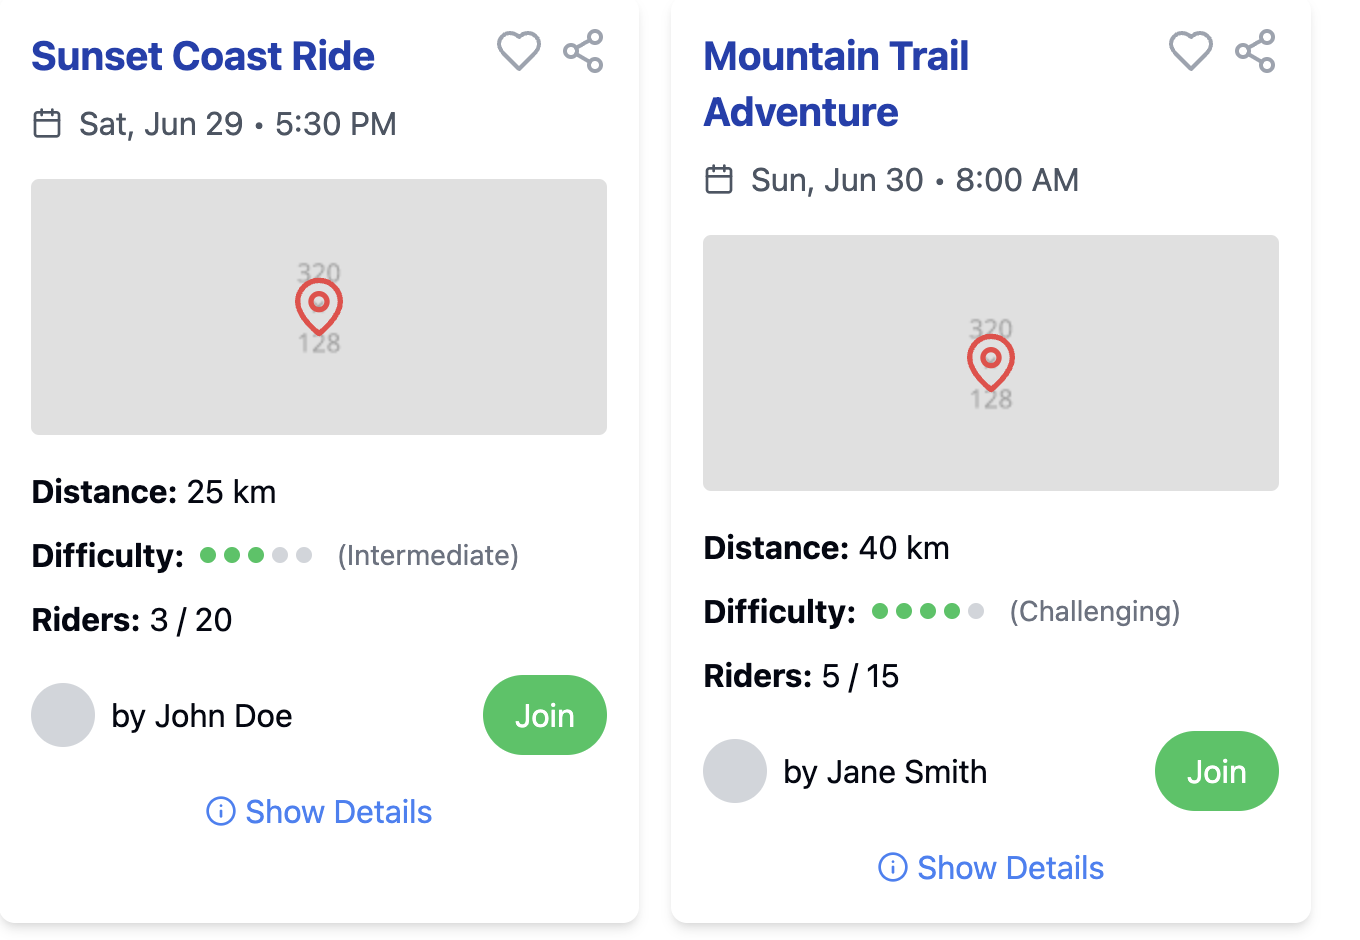 Sunset Coast Ride
Sat, Jun 29 • 5:30 PM
320
128
Distance: 25 km
Difficulty: (Intermediate)
Riders: 3 / 20
by John Doe
Join
Show Details
Mountain Trail
Adventure
Sun, Jun 30 • 8:00 AM
320
128
Distance: 40 km
Difficulty: (Challenging)
Riders: 5 / 15
by Jane Smith
Join
Show Details